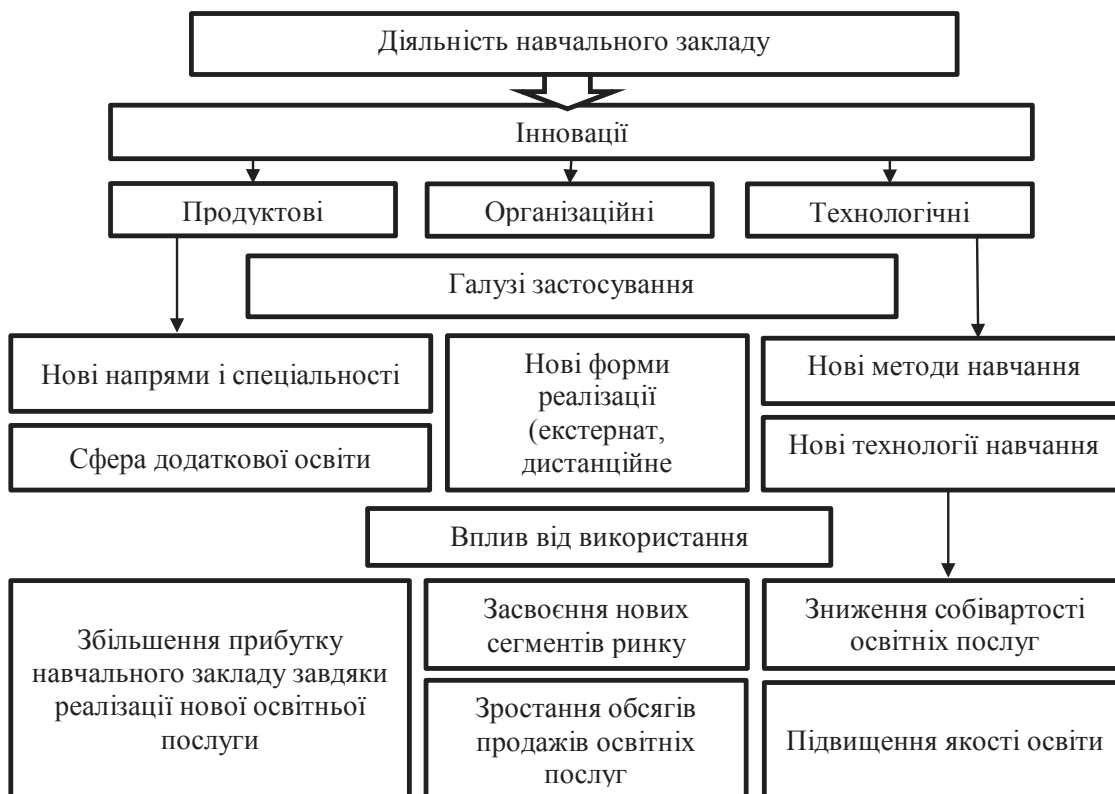 Діяльність навчального закладу
Інновації
Продуктові
Організаційні
Технологічні
Галузі застосування
Нові напрями і спеціальності
Сфера додаткової освіти
Нові форми
реалізації
(екстернат,
дистанційне
Нові методи навчання
Нові технології навчання
Вплив від використання
Збільшення прибутку
навчального закладу завдяки
реалізації нової освітньої
послуги
Засвоєння нових
сегментів ринку
Зростання обсягів
продажів освітніх
послуг
Зниження собівартості
освітніх послуг
Підвищення якості освіти